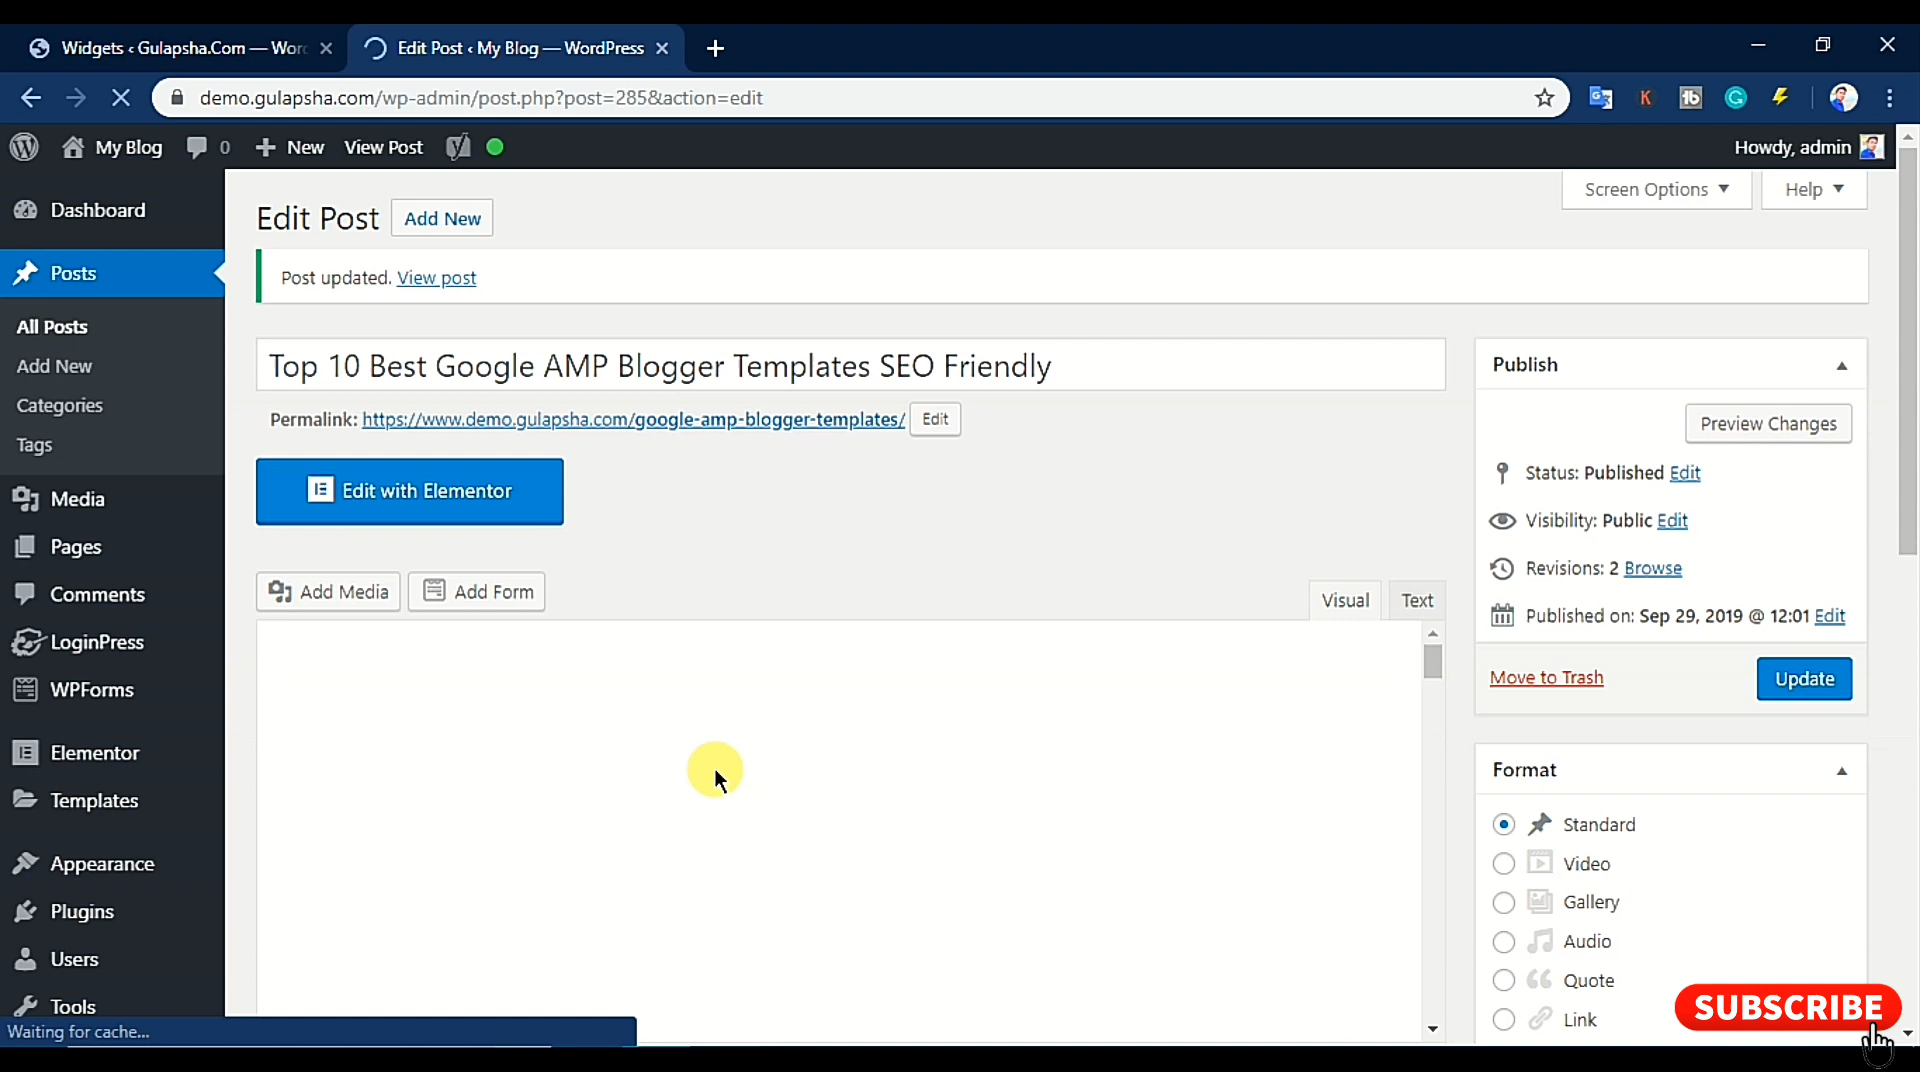 Widgets ‹ Gulapsha.Com — Wor
Edit Post ‹ My Blog — WordPress
demo.gulapsha.com/wp-admin/post.php?post=285&action=edit
My Blog 0 New View Post
Howdy, admin
Screen Options
Help
Dashboard
Posts
All Posts
Add New
Categories
Tags
Media
Pages
Comments
LoginPress
WPForms
Elementor
Templates
Appearance
Plugins
Users
Tools
Waiting for cache...
Edit Post Add New
Post updated. View post
Top 10 Best Google AMP Blogger Templates SEO Friendly
Permalink: https://www.demo.gulapsha.com/google-amp-blogger-templates/ Edit
Edit with Elementor
Add Media Add Form
Visual Text
Publish
Preview Changes
Status: Published Edit
Visibility: Public Edit
Revisions: 2 Browse
Published on: Sep 29, 2019 @ 12:01 Edit
Move to Trash Update
Format
Standard
Video
Gallery
Audio
Quote
Link
SUBSCRIBE